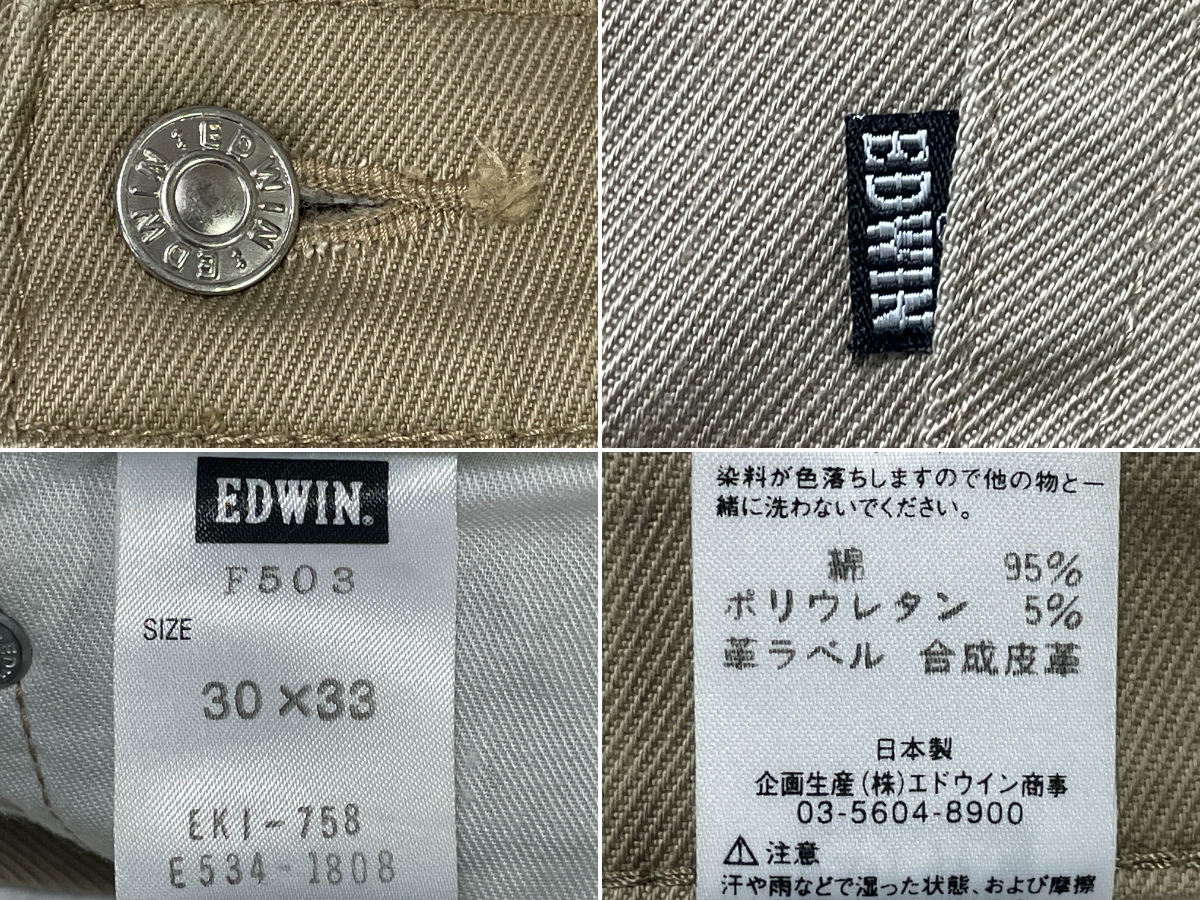 EDWIN EDWIN
EDWIN
EDWIN®
F503
SIZE
30×33
EK1-758
E534-1808
染料が色落ちしますので他の物と一
緒に洗わないでください。
綿 95%
ポリウレタン 5%
革ラベル 合成皮革
日本製
企画生産(株)エドウイン商事
03-5604-8900
⚠ 注意
汗や雨などで湿った状態、および摩擦